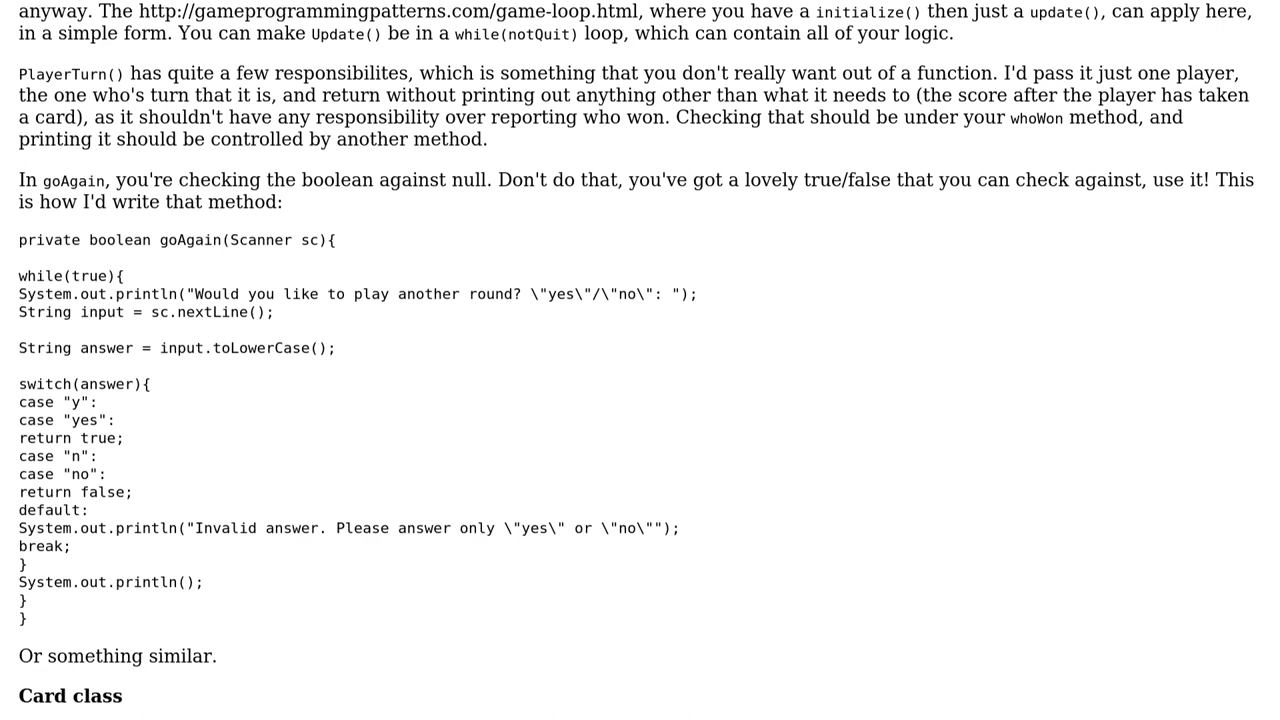 anyway. The http://gameprogrammingpatterns.com/game-loop.html, where you have a initialize() then just a update(), can apply here,
in a simple form. You can make Update() be in a while(notQuit) loop, which can contain all of your logic.
PlayerTurn() has quite a few responsibilites, which is something that you don't really want out of a function. I'd pass it just one player,
the one who's turn that it is, and return without printing out anything other than what it needs to (the score after the player has taken
a card), as it shouldn't have any responsibility over reporting who won. Checking that should be under your whoWon method, and
printing it should be controlled by another method.
In goAgain, you're checking the boolean against null. Don't do that, you've got a lovely true/false that you can check against, use it! This
is how I'd write that method:
private boolean goAgain(Scanner sc){
while(true){
System.out.println("Would you like to play another round? \"yes\"/\"no\": ");
String input = sc.nextLine();
String answer = input.toLowerCase();
switch(answer){
case "y":
case "yes":
return true;
case "n":
case "no":
return false;
default:
System.out.println("Invalid answer. Please answer only \"yes\" or \"no\"");
break;
}
System.out.println();
}
}
Or something similar.
Card class